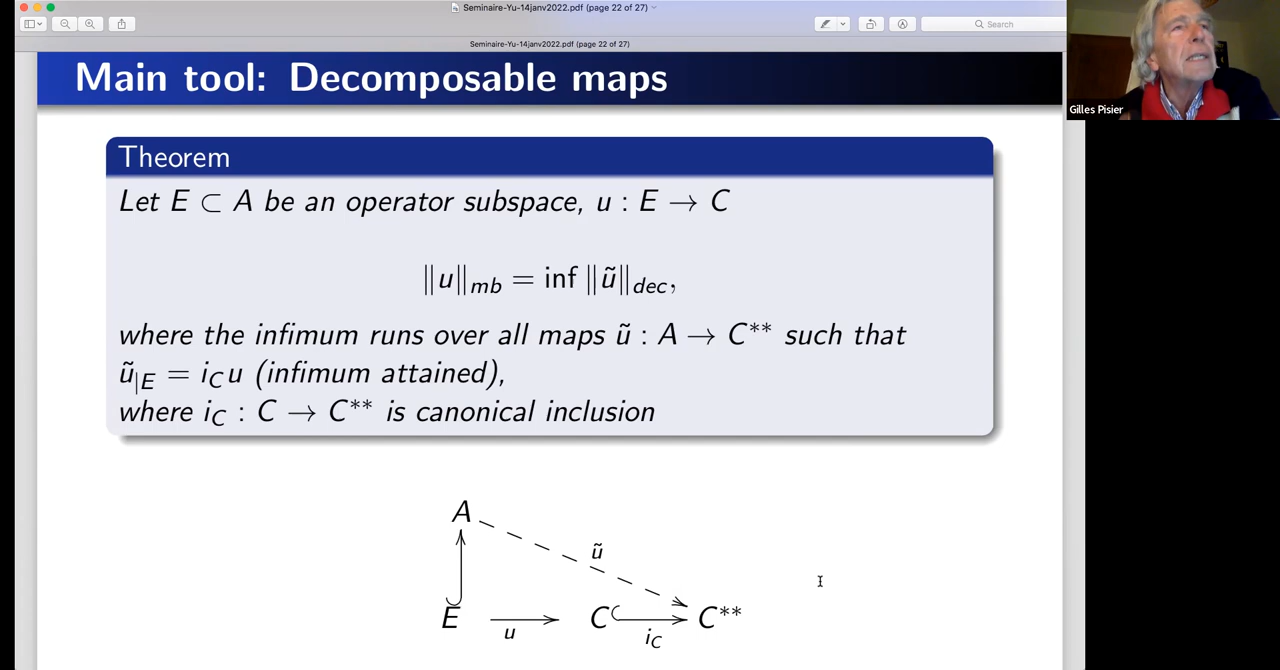 Seminaire-Yu-14janv2022.pdf (page 22 of 27)
Search
Seminaire-Yu-14janv2022.pdf (page 22 of 27)
Gilles Pisier
Main tool: Decomposable maps
Theorem
Let E ⊂ A be an operator subspace, u : E → C
‖u‖mb = inf ‖ũ‖dec,
where the infimum runs over all maps ũ : A → C** such that
ũ|E = iC u (infimum attained),
where iC : C → C** is canonical inclusion
A
ũ
E C C**
u iC